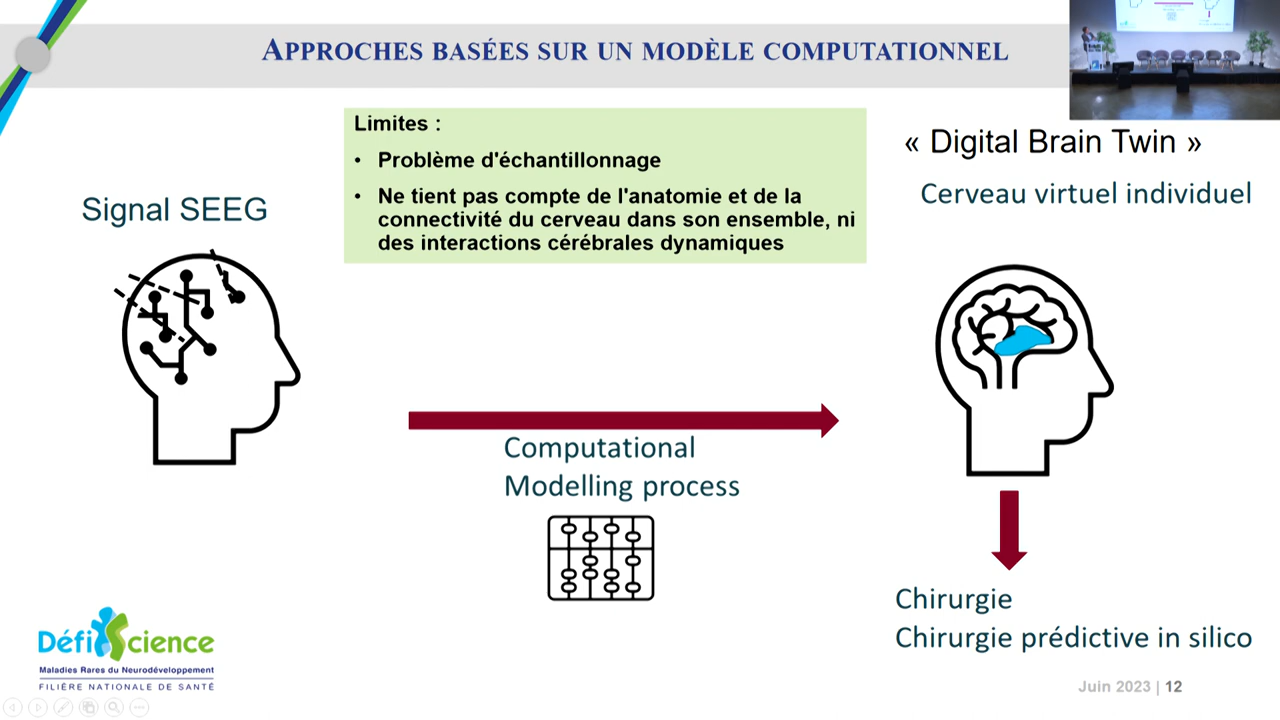 APPROCHES BASÉES SUR UN MODÈLE COMPUTATIONNEL
Limites :
• Problème d'échantillonnage
• Ne tient pas compte de l'anatomie et de la
connectivité du cerveau dans son ensemble, ni
des interactions cérébrales dynamiques
« Digital Brain Twin »
Cerveau virtuel individuel
Signal SEEG
Computational
Modelling process
Chirurgie
Chirurgie prédictive in silico
Défi Science
Maladies Rares du Neurodéveloppement
FILIÈRE NATIONALE DE SANTÉ
Juin 2023 | 12